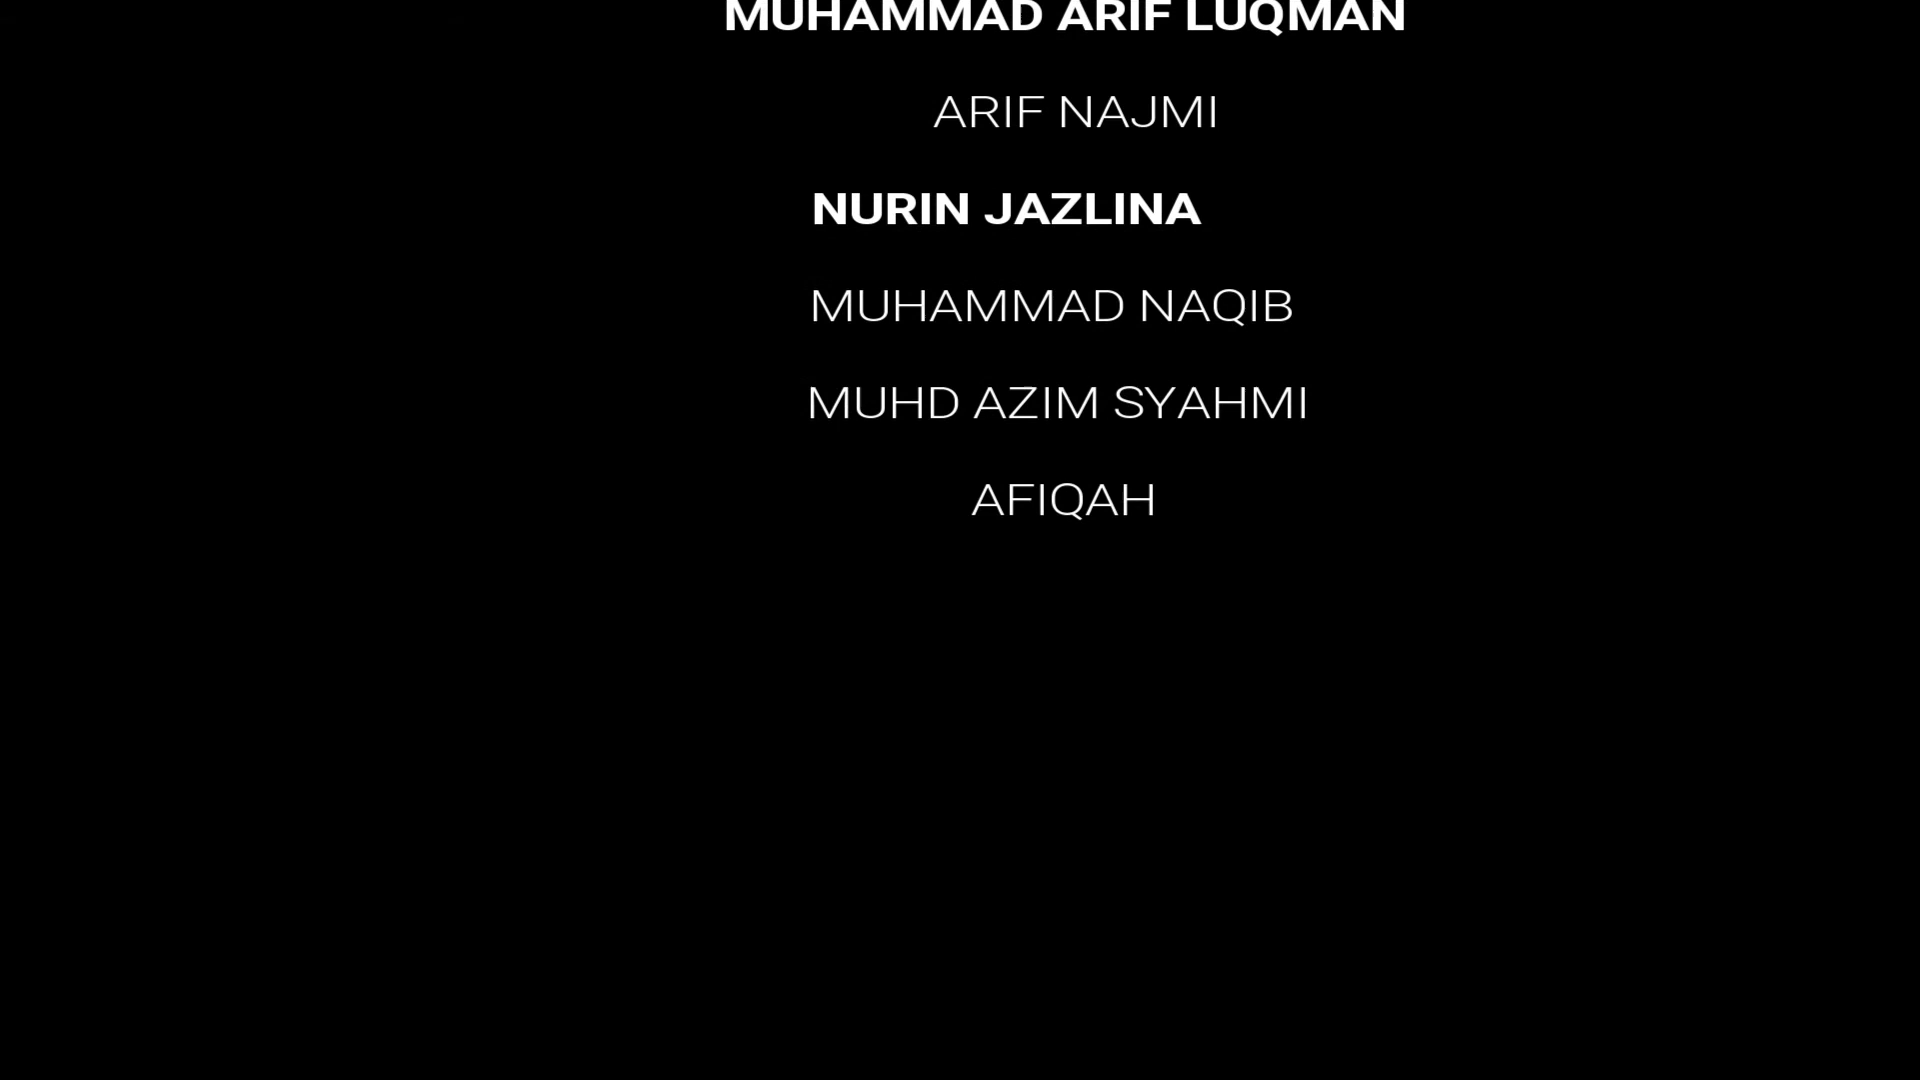 MUHAMMAD ARIF LUQMAN
ARIF NAJMI
NURIN JAZLINA
MUHAMMAD NAQIB
MUHD AZIM SYAHMI
AFIQAH